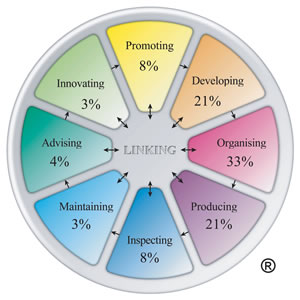 Promoting
8%
Developing
21%
Organising
33%
Producing
21%
Inspecting
8%
Maintaining
3%
Advising
4%
Innovating
3%
LINKING
®